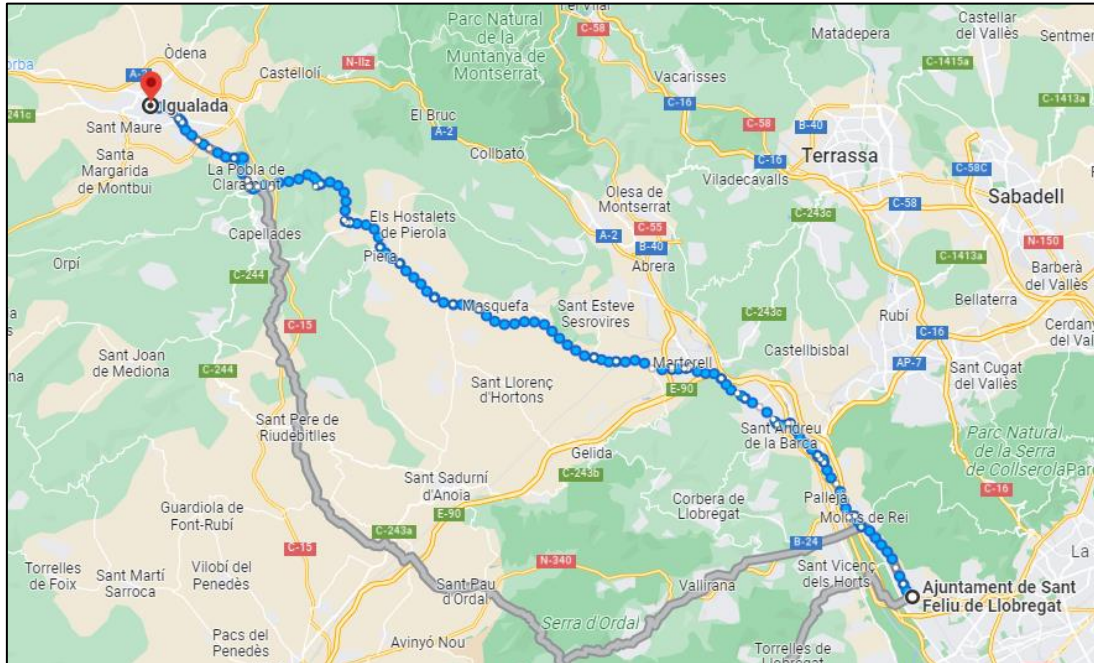 Parc Natural
de la
Muntanya de
Montserrat
C-58
Matadepera
Castellar
del Vallès
Òdena
N-IIz
Castellolí
Vacarisses
C-1415a
C-16
C-58
B-40
C-1413a
Igualada
Sant Maure
El Bruc
A-2
Collbató
Santa
Margarida
de Montbui
La Pobla de
Claramunt
Viladecavalls
C-16
Terrassa
C-58C
Sabadell
Olesa de
Montserrat
C-243c
C-58
Els Hostalets
de Pierola
A-2
C-55
B-40
N-150
Capellades
Orpí
Piera
Abrera
C-1413a
Barberà
del Vallès
C-244
Bellaterra
Masquefa
Sant Esteve
Sesrovires
C-243c
Rubí
C-15
C-16
Sant Joan
de Mediona
Castellbisbal
Martorell
AP-7
Sant Cugat
del Vallès
C-244
Sant Llorenç
d'Hortons
E-90
Sant Pere de
Riudebitlles
Sant Andreu
de la Barca
Parc Natural
de la Serra
de Collserola
Gelida
C-243b
Sant Sadurní
d'Anoia
Corbera de
Llobregat
C-16
Guardiola de
Font-Rubí
E-90
Pallejà
Molins de Rei
C-243a
C-15
N-340
B-24
Torrelles
de Foix
Sant Martí
Sarroca
Vilobí del
Penedès
Sant Pau
d'Ordal
Vallirana
Sant Vicenç
dels Horts
Ajuntament de Sant
Feliu de Llobregat
Serra d'Ordal
Pacs del
Penedès
Avinyó Nou
Torrelles de